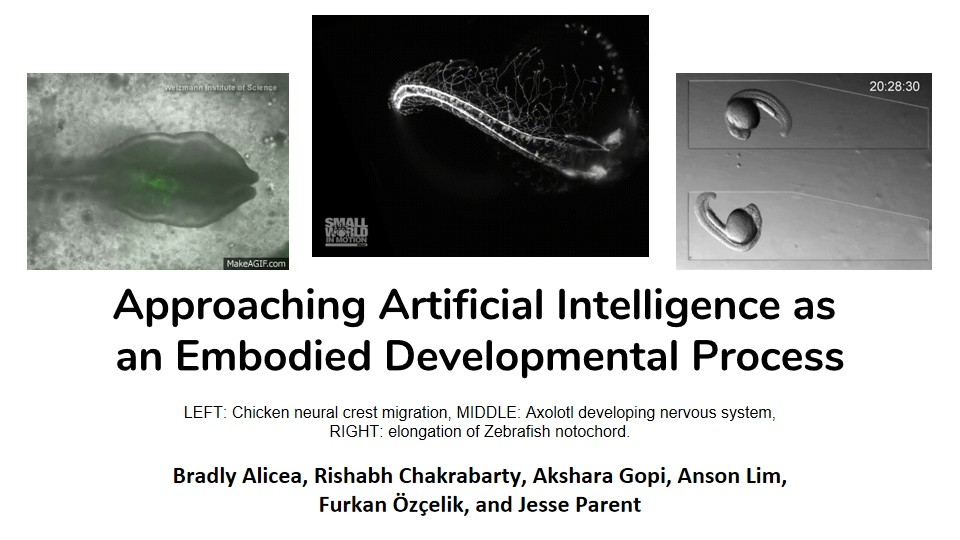 Weizmann Institute of Science
MakeAGIF.com
SMALL
WORLD
IN MOTION
20:28:30
Approaching Artificial Intelligence as
an Embodied Developmental Process
LEFT: Chicken neural crest migration, MIDDLE: Axolotl developing nervous system,
RIGHT: elongation of Zebrafish notochord.
Bradly Alicea, Rishabh Chakrabarty, Akshara Gopi, Anson Lim,
Furkan Özçelik, and Jesse Parent